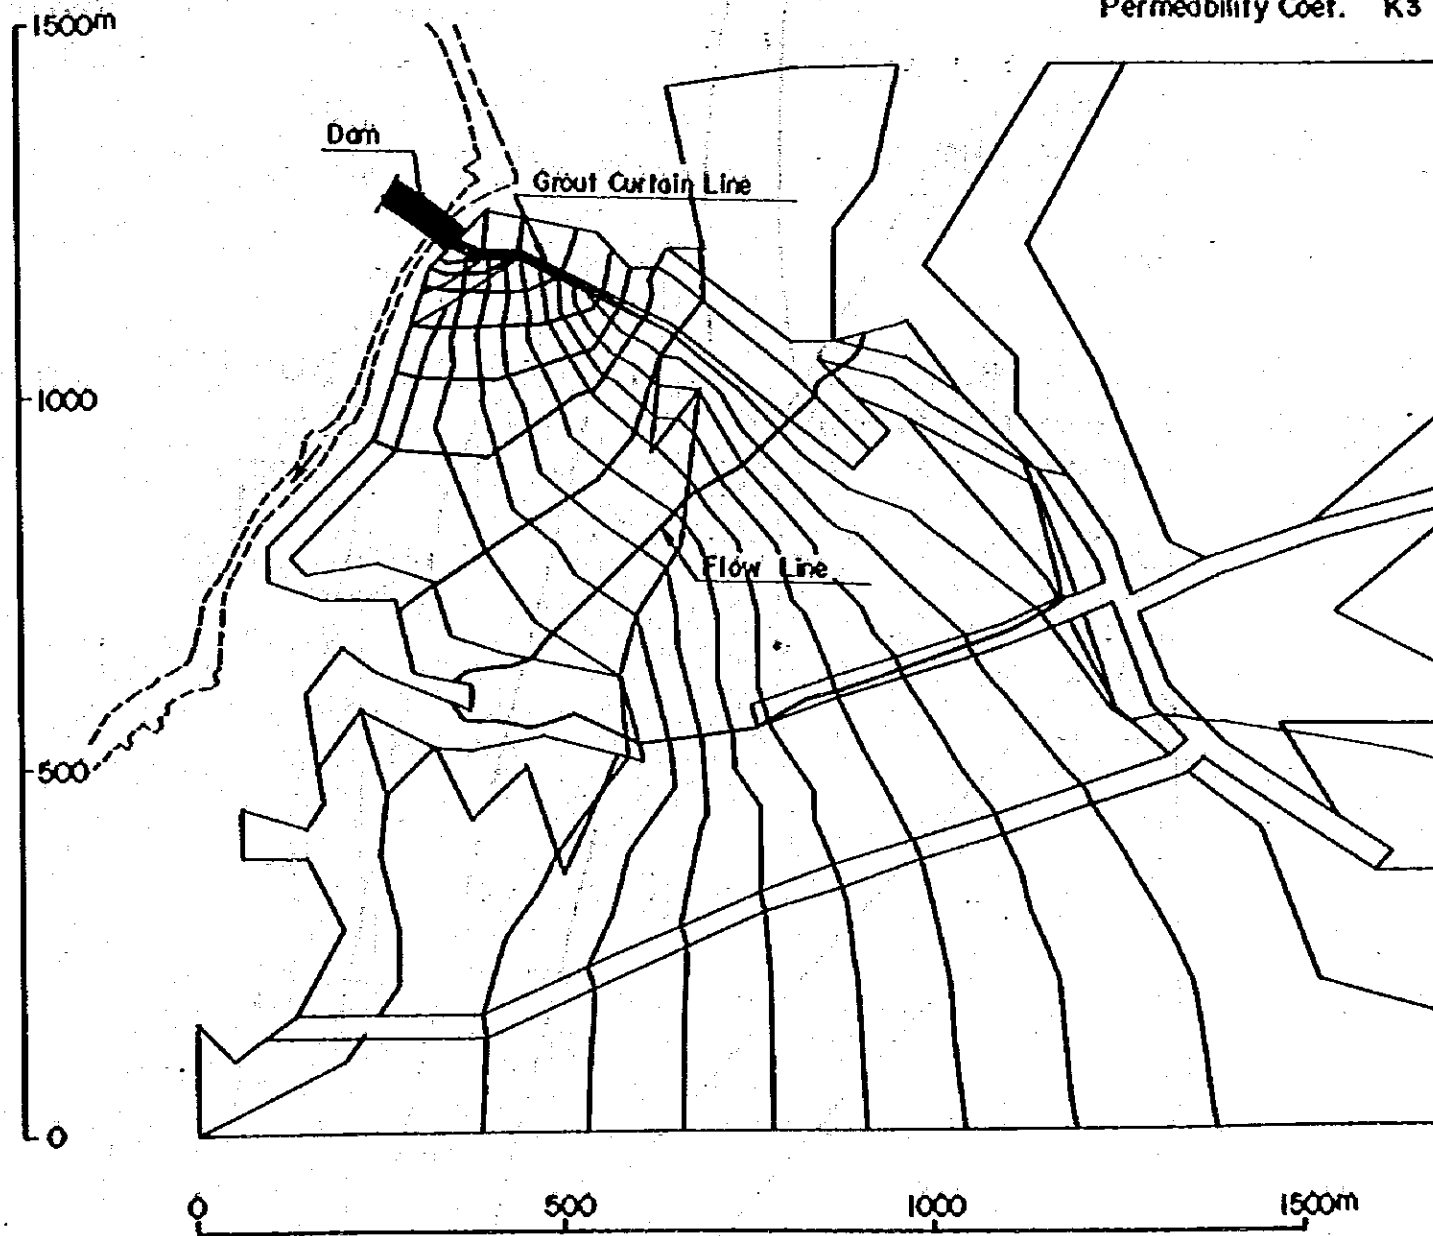 Permeability Coef. K3
1500m
Dam
Grout Curtain Line
1000
Flow Line
500
0
0 500 1000 1500m